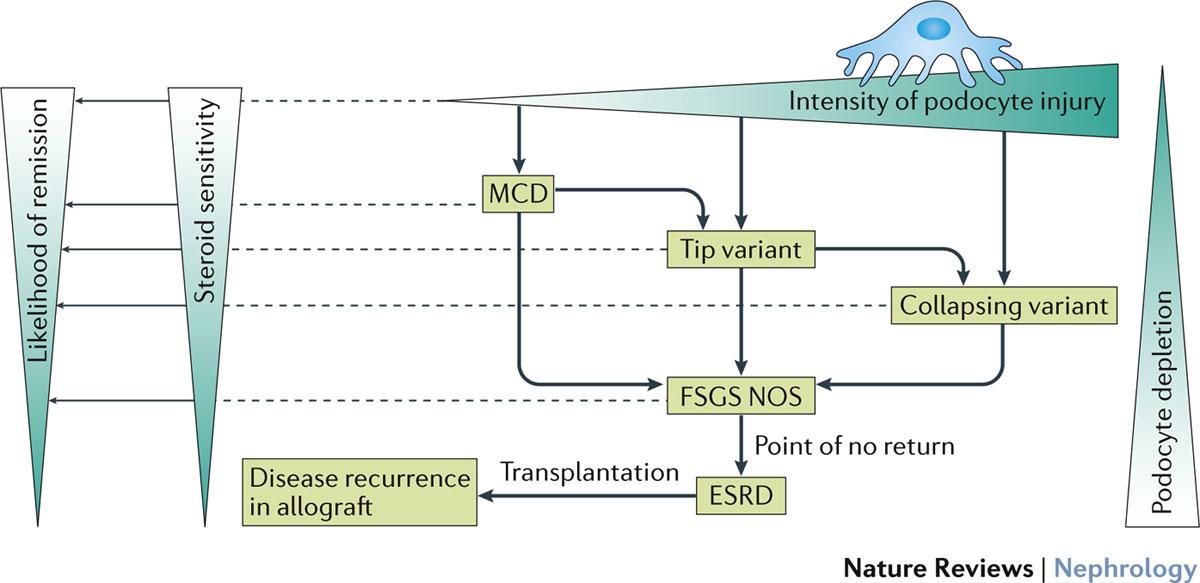 Likelihood of remission
Steroid sensitivity
Intensity of podocyte injury
MCD
Tip variant
Collapsing variant
FSGS NOS
Point of no return
Disease recurrence
in allograft
Transplantation
ESRD
Podocyte depletion
Nature Reviews | Nephrology